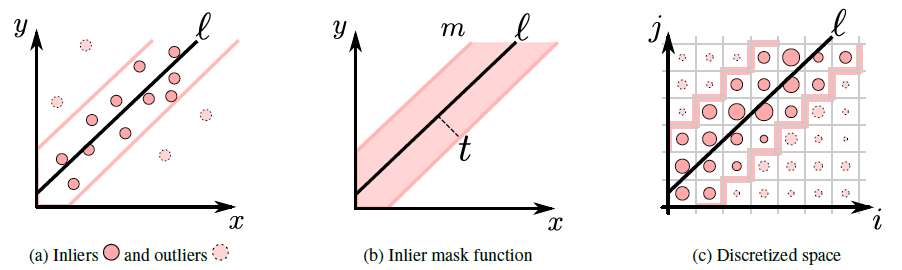 y
ℓ
x
(a) Inliers and outliers
y
m
ℓ
t
x
(b) Inlier mask function
j
ℓ
i
(c) Discretized space